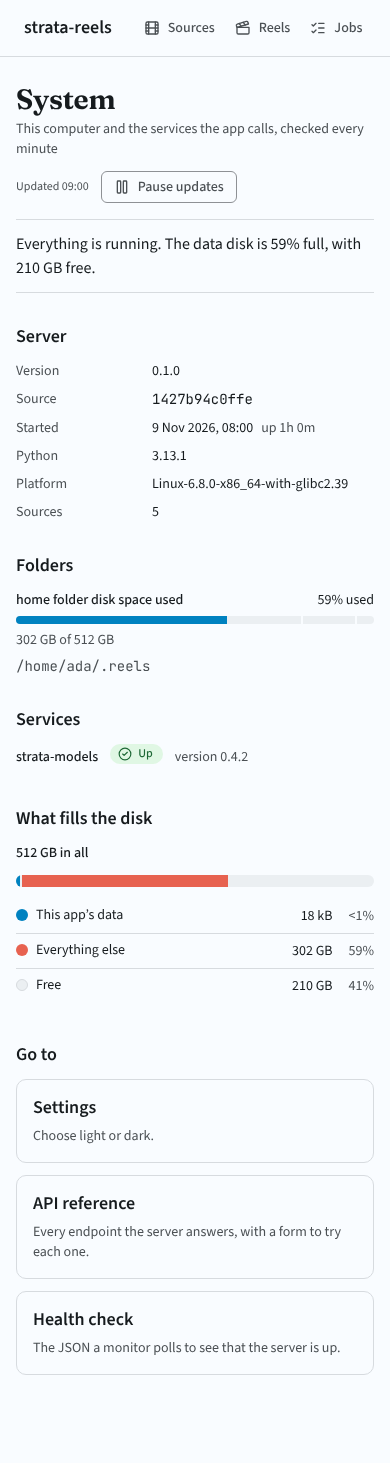 strata-reels
Sources
Reels
Jobs
System
This computer and the services the app calls, checked every
minute
Updated 09:00
Pause updates
Everything is running. The data disk is 59% full, with
210 GB free.
Server
Version 0.1.0
Source 1427b94c0ffe
Started 9 Nov 2026, 08:00 up 1h 0m
Python 3.13.1
Platform Linux-6.8.0-x86_64-with-glibc2.39
Sources 5
Folders
home folder disk space used 59% used
302 GB of 512 GB
/home/ada/.reels
Services
strata-models Up version 0.4.2
What fills the disk
512 GB in all
This app's data 18 kB <1%
Everything else 302 GB 59%
Free 210 GB 41%
Go to
Settings
Choose light or dark.
API reference
Every endpoint the server answers, with a form to try
each one.
Health check
The JSON a monitor polls to see that the server is up.